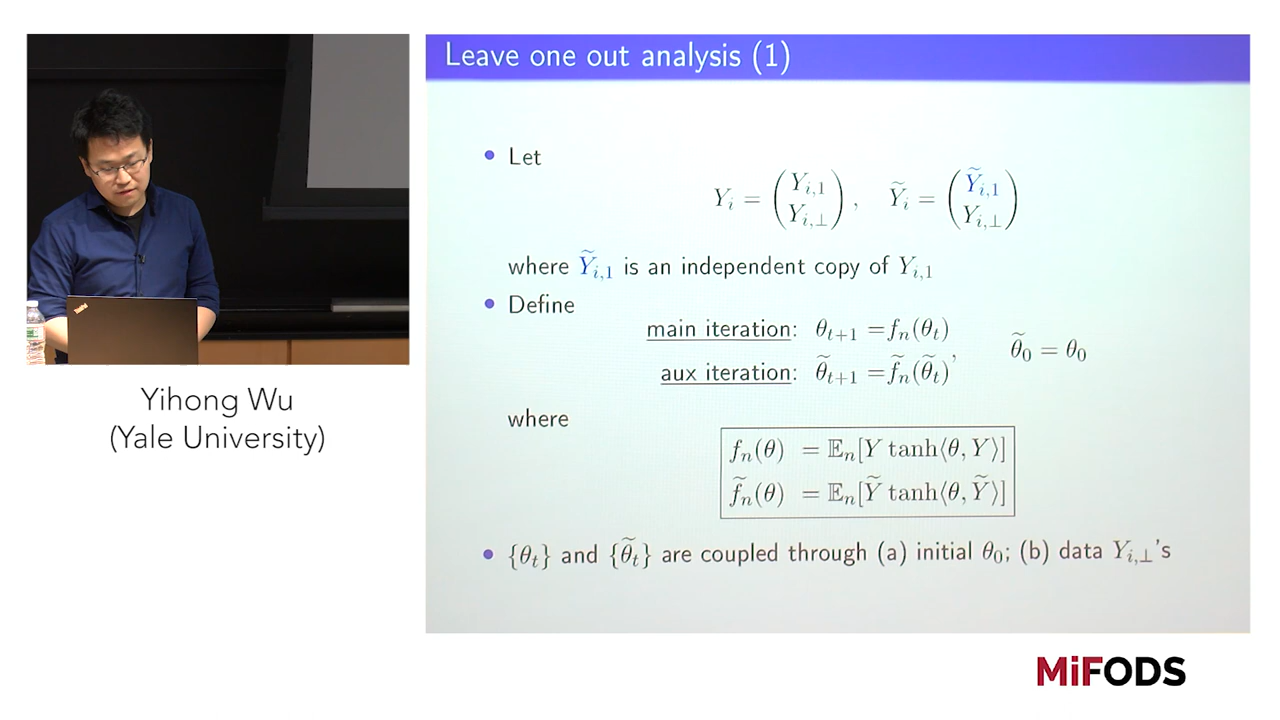 Leave one out analysis (1)
• Let
Y_i = (Y_{i,1} Y_{i,⊥}), Ỹ_i = (Ỹ_{i,1} Y_{i,⊥})
where Ỹ_{i,1} is an independent copy of Y_{i,1}
• Define
main iteration: θ_{t+1} = f_n(θ_t)
aux iteration: θ̃_{t+1} = f̃_n(θ̃_t), θ̃_0 = θ_0
where
f_n(θ) = 𝔼_n[Y tanh⟨θ, Y⟩]
f̃_n(θ) = 𝔼_n[Ỹ tanh⟨θ, Ỹ⟩]
• {θ_t} and {θ̃_t} are coupled through (a) initial θ_0; (b) data Y_{i,⊥}'s
Yihong Wu
(Yale University)
MiFODS